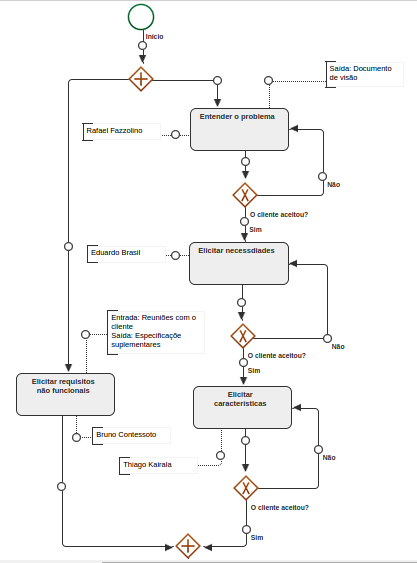 Início
Saída: Documento
de visão
Entender o problema
Rafael Fazzolino
Não
O cliente aceitou?
Sim
Elicitar necessdiades
Eduardo Brasil
Entrada: Reuniões com o
cliente
Saída: Especificaçõe
suplementares
Não
O cliente aceitou?
Sim
Elicitar requisitos
não funcionais
Elicitar
características
Bruno Contessoto
Não
Thiago Kairala
O cliente aceitou?
Sim